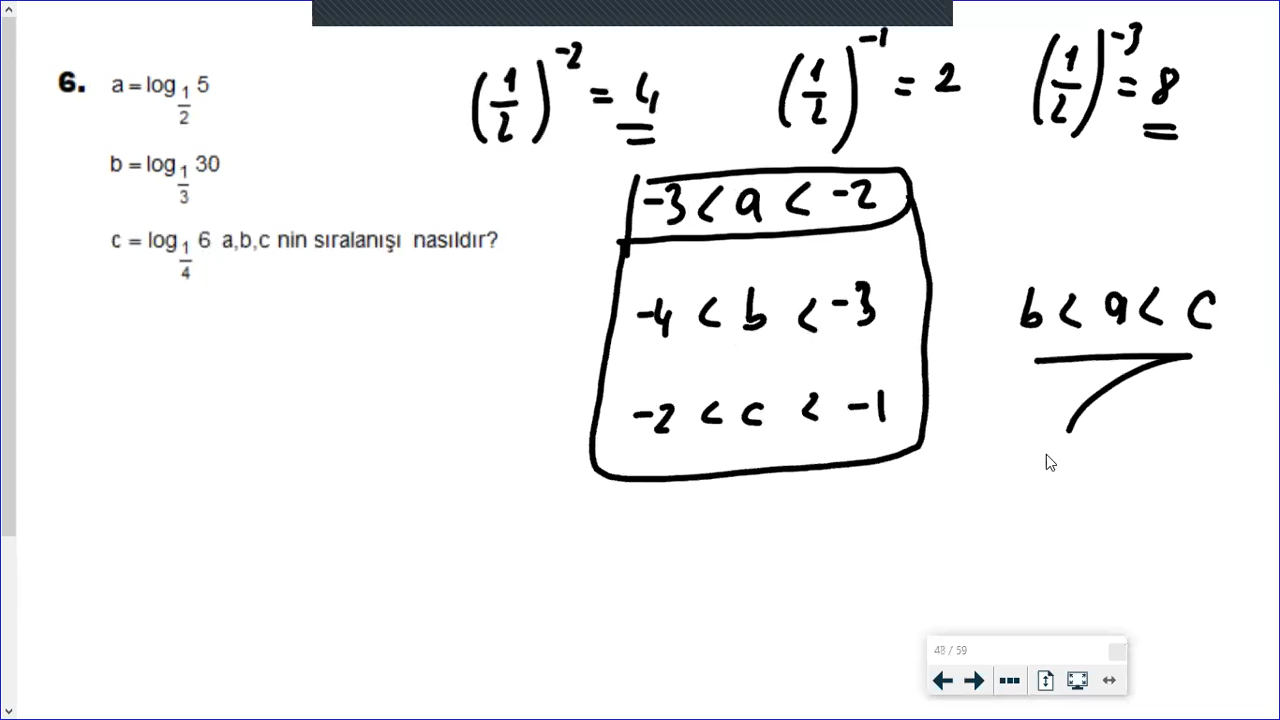 6. a = log_{1/2} 5
b = log_{1/3} 30
c = log_{1/4} 6 a,b,c nin sıralanışı nasıldır?
(1/2)^{-2} = 4
(1/2)^{-1} = 2
(1/2)^{-3} = 8
-3 < a < -2
-4 < b < -3
-2 < c < -1
b < a < c
48 / 59